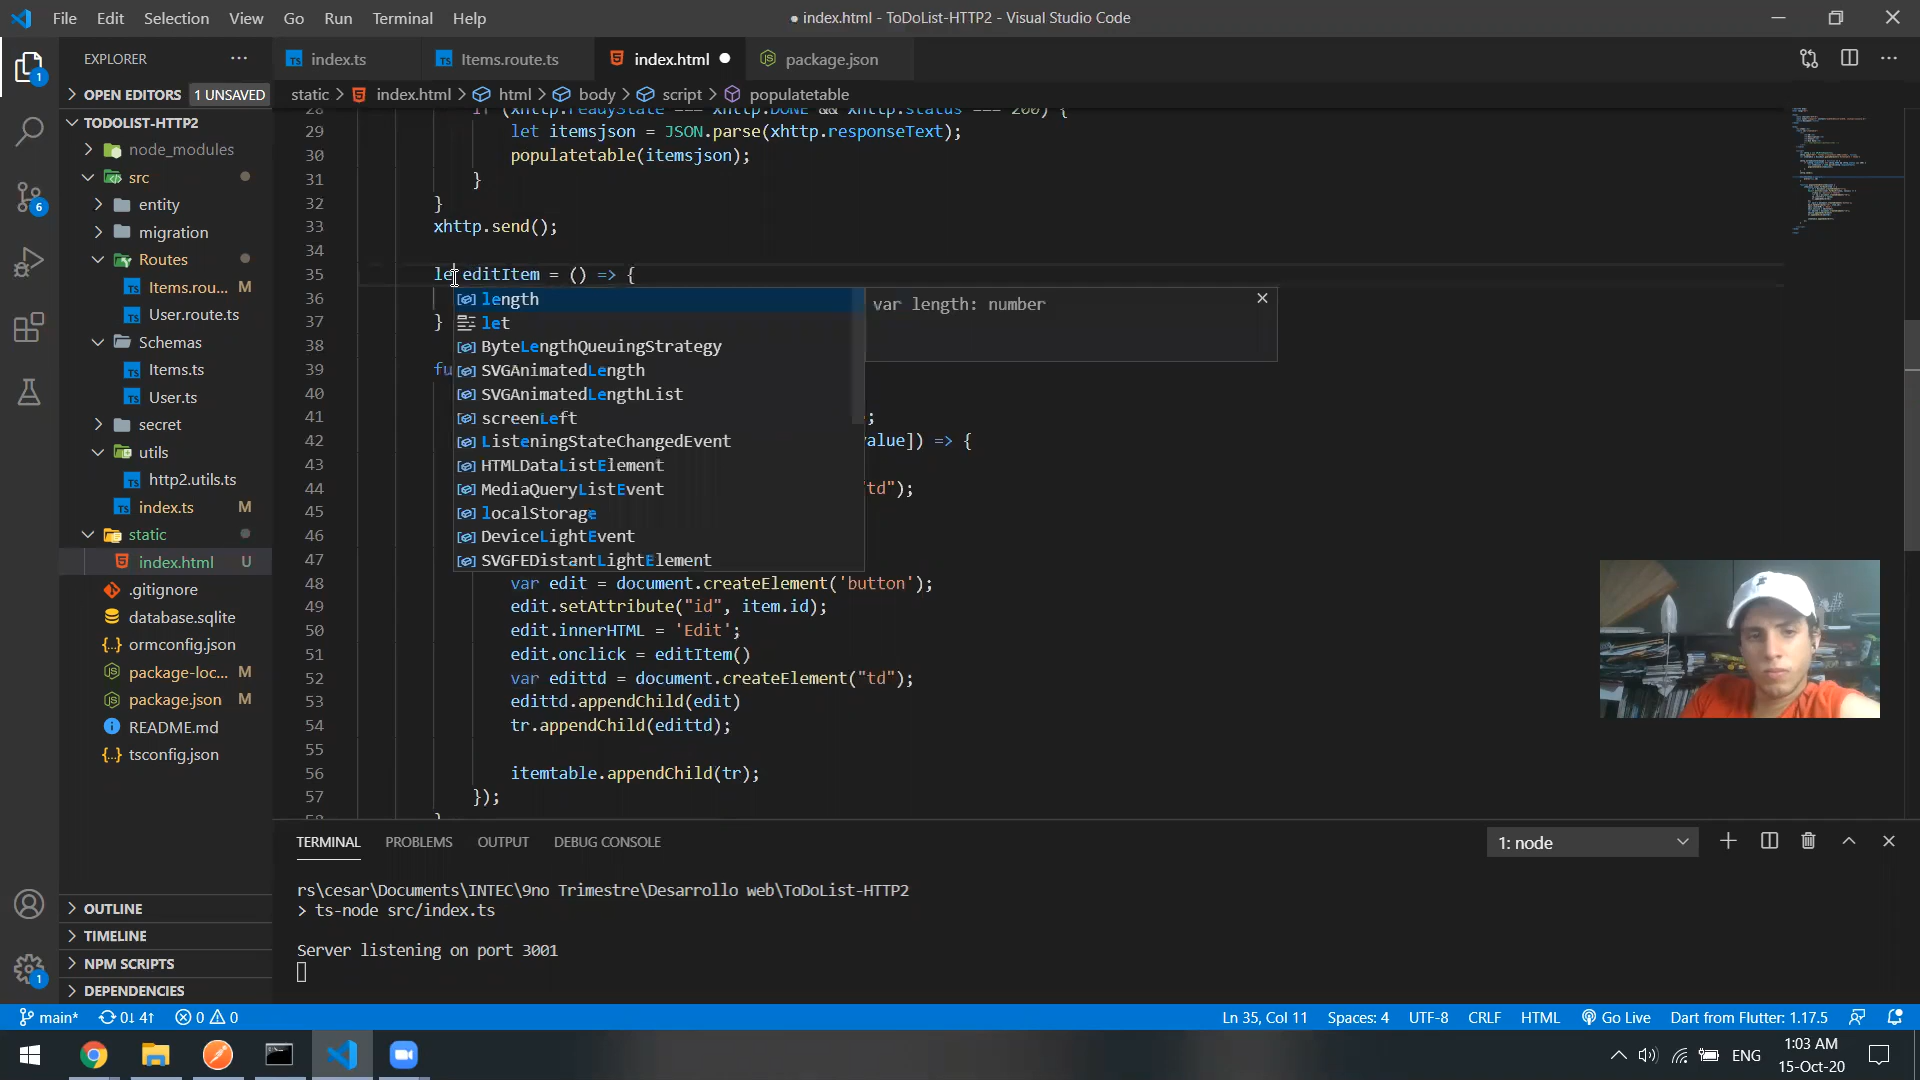 File Edit Selection View Go Run Terminal Help
● index.html - ToDoList-HTTP2 - Visual Studio Code
EXPLORER
index.ts
Items.route.ts
index.html
package.json
OPEN EDITORS 1 UNSAVED
static > index.html > html > body > script > populatetable
TODOLIST-HTTP2
node_modules
src
entity
migration
Routes
Items.rou...
User.route.ts
Schemas
Items.ts
User.ts
secret
utils
http2.utils.ts
index.ts M
static
index.html U
.gitignore
database.sqlite
ormconfig.json
package-loc... M
package.json M
README.md
tsconfig.json
OUTLINE
TIMELINE
NPM SCRIPTS
DEPENDENCIES
28 if (xhttp.readyState === xhttp.DONE && xhttp.status === 200) {
29 let itemsjson = JSON.parse(xhttp.responseText);
30 populatetable(itemsjson);
31 }
32 }
33 xhttp.send();
34
35 le editItem = () => {
36
37 }
38
39 fu
40
41 ;
42 value]) => {
43
44 "td");
45
46
47
48 var edit = document.createElement('button');
49 edit.setAttribute("id", item.id);
50 edit.innerHTML = 'Edit';
51 edit.onclick = editItem()
52 var edittd = document.createElement("td");
53 edittd.appendChild(edit)
54 tr.appendChild(edittd);
55
56 itemtable.appendChild(tr);
57 });
length
let
ByteLengthQueuingStrategy
SVGAnimatedLength
SVGAnimatedLengthList
screenLeft
ListeningStateChangedEvent
HTMLDataListElement
MediaQueryListEvent
localStorage
DeviceLightEvent
SVGFEDistantLightElement
var length: number
TERMINAL PROBLEMS OUTPUT DEBUG CONSOLE
1: node
rs\cesar\Documents\INTEC\9no Trimestre\Desarrollo web\ToDoList-HTTP2
> ts-node src/index.ts
Server listening on port 3001
main* 0↓ 4↑ 0 0
Ln 35, Col 11 Spaces: 4 UTF-8 CRLF HTML Go Live Dart from Flutter: 1.17.5
ENG
1:03 AM
15-Oct-20
1
6
1